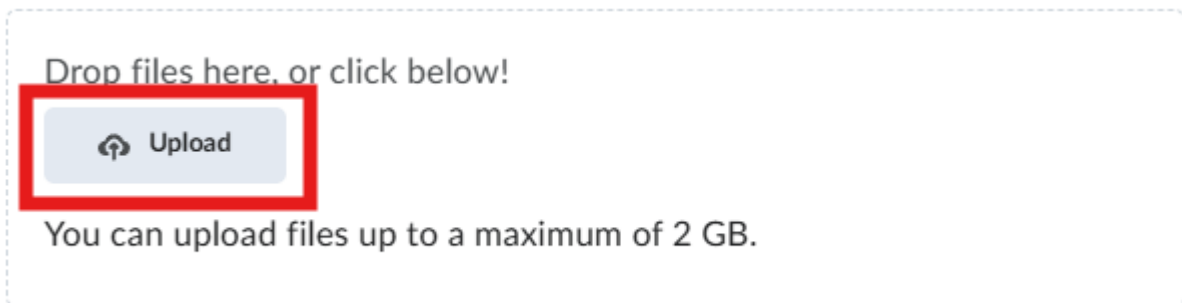 Drop files here, or click below!
Upload
You can upload files up to a maximum of 2 GB.